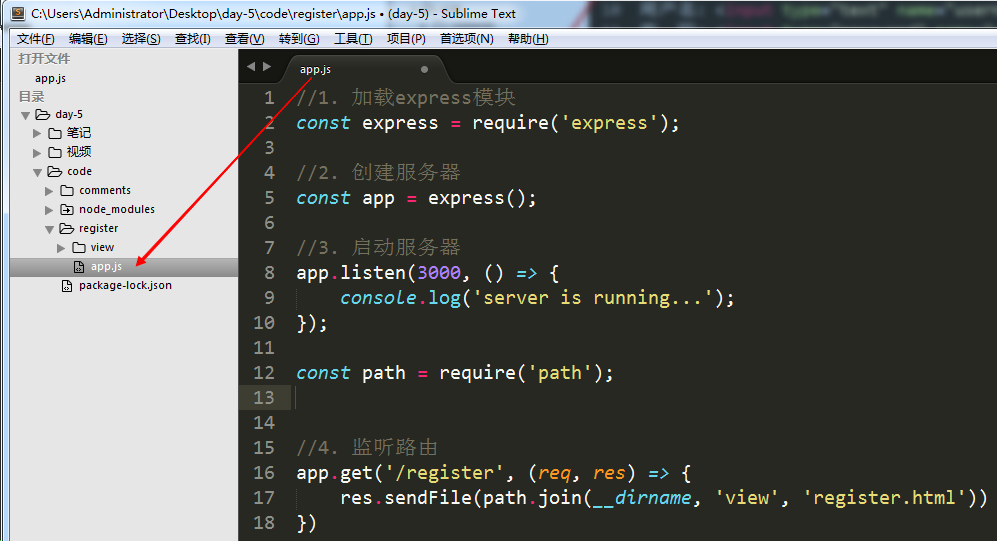 C:\Users\Administrator\Desktop\day-5\code\register\app.js • (day-5) - Sublime Text
文件(F) 编辑(E) 选择(S) 查找(I) 查看(V) 转到(G) 工具(T) 项目(P) 首选项(N) 帮助(H)
打开文件
app.js
目录
day-5
笔记
视频
code
comments
node_modules
register
view
app.js
package-lock.json
app.js
1 //1. 加载express模块
2 const express = require('express');
3
4 //2. 创建服务器
5 const app = express();
6
7 //3. 启动服务器
8 app.listen(3000, () => {
9 console.log('server is running...');
10 });
11
12 const path = require('path');
13
14
15 //4. 监听路由
16 app.get('/register', (req, res) => {
17 res.sendFile(path.join(__dirname, 'view', 'register.html'))
18 })